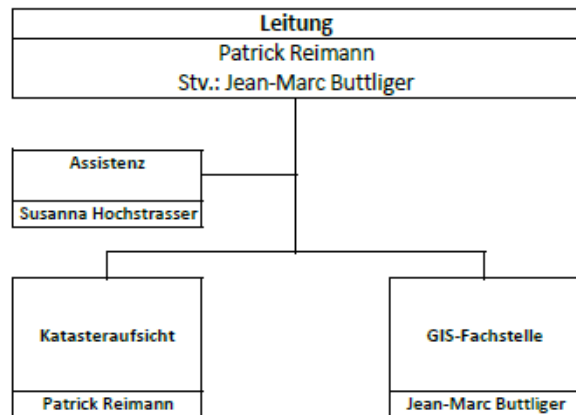 Leitung
Patrick Reimann
Stv.: Jean-Marc Buttliger
Assistenz
Susanna Hochstrasser
Katasteraufsicht
Patrick Reimann
GIS-Fachstelle
Jean-Marc Buttliger